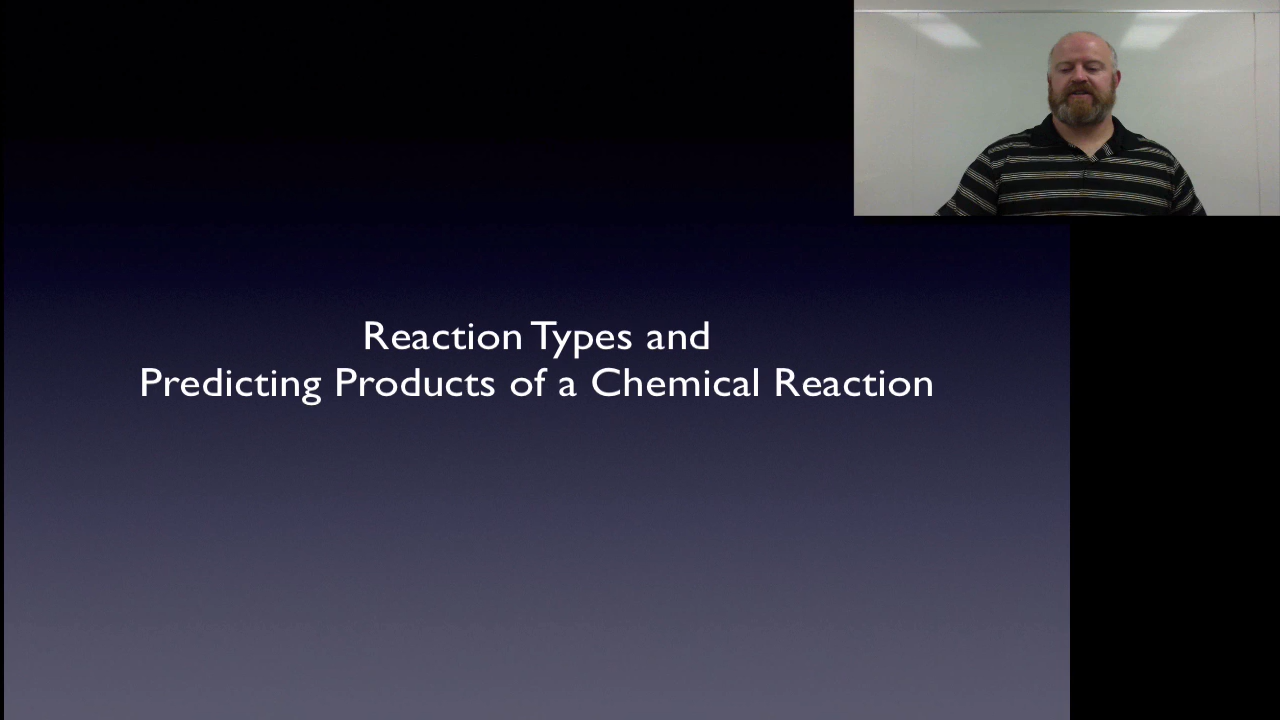 Reaction Types and
Predicting Products of a Chemical Reaction